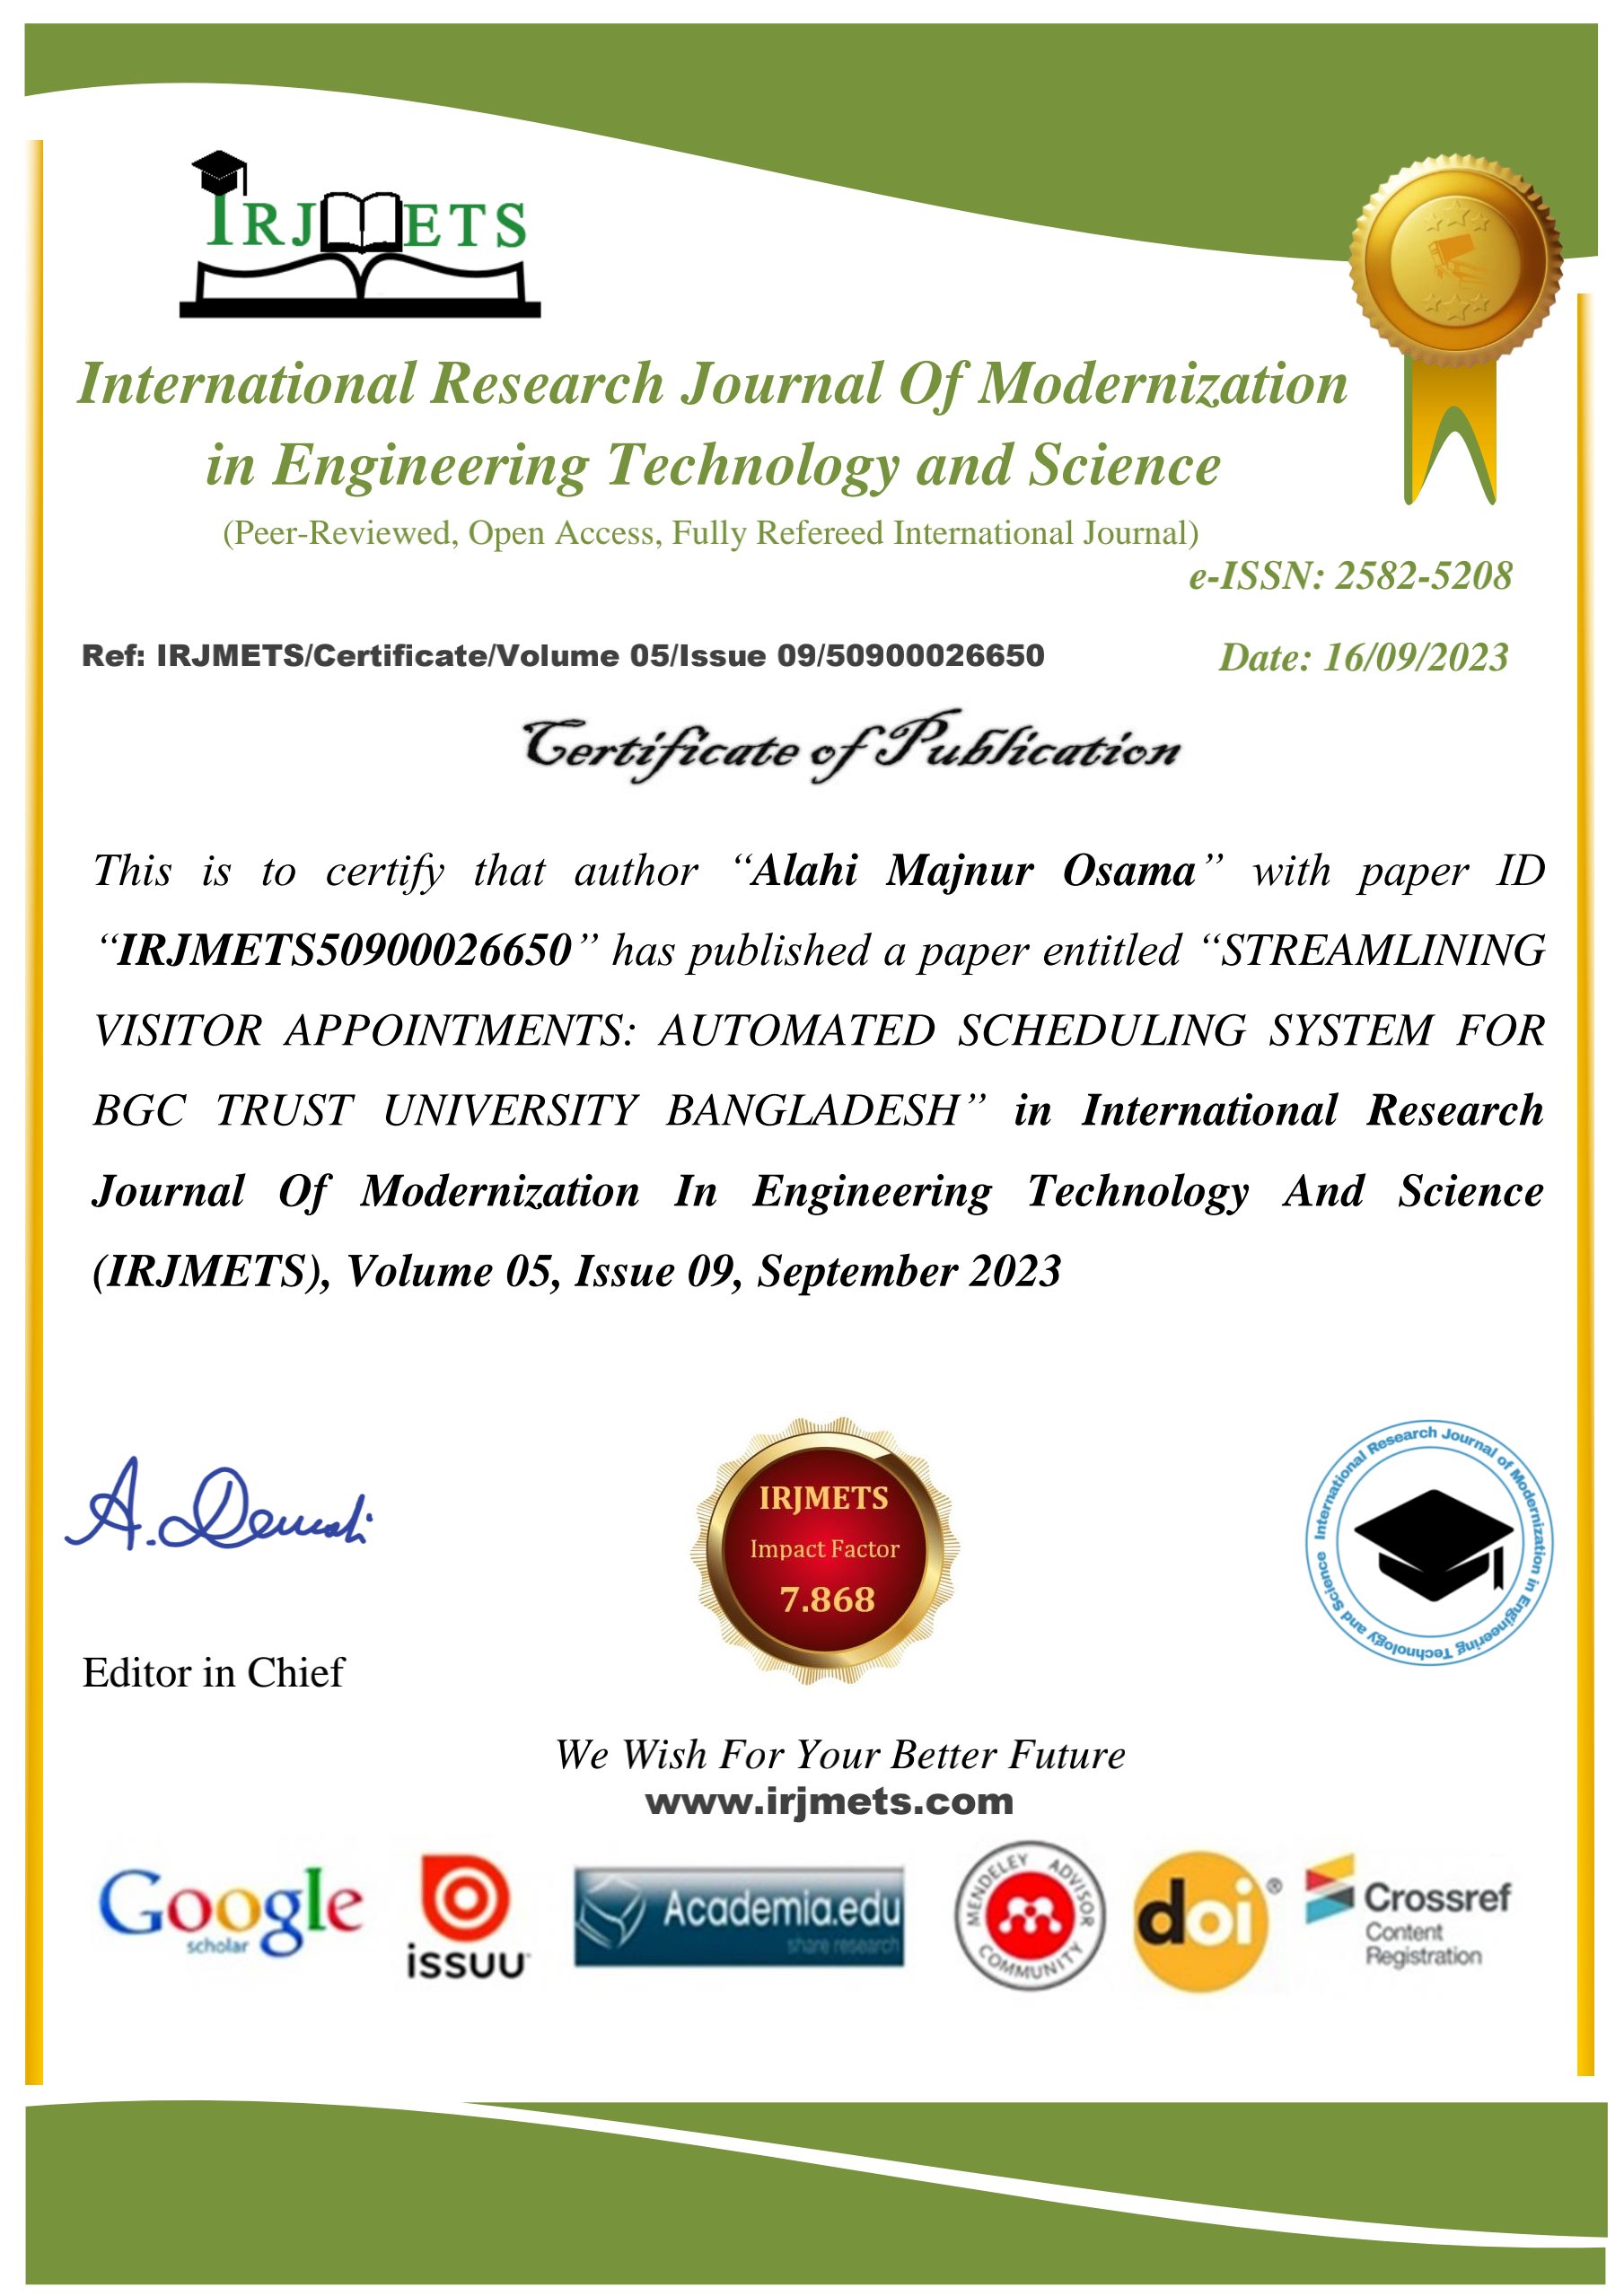 IRJMETS
International Research Journal Of Modernization
in Engineering Technology and Science
(Peer-Reviewed, Open Access, Fully Refereed International Journal)
e-ISSN: 2582-5208
Ref: IRJMETS/Certificate/Volume 05/Issue 09/50900026650
Date: 16/09/2023
Certificate of Publication
This is to certify that author “Alahi Majnur Osama” with paper ID
“IRJMETS50900026650” has published a paper entitled “STREAMLINING
VISITOR APPOINTMENTS: AUTOMATED SCHEDULING SYSTEM FOR
BGC TRUST UNIVERSITY BANGLADESH” in International Research
Journal Of Modernization In Engineering Technology And Science
(IRJMETS), Volume 05, Issue 09, September 2023
IRJMETS
Impact Factor
7.868
International Research Journal of Modernization in Engineering Technology and Science
Editor in Chief
We Wish For Your Better Future
www.irjmets.com
Google
scholar
issuu
Academia.edu
share research
MENDELEY ADVISOR
COMMUNITY
doi®
Crossref
Content
Registration